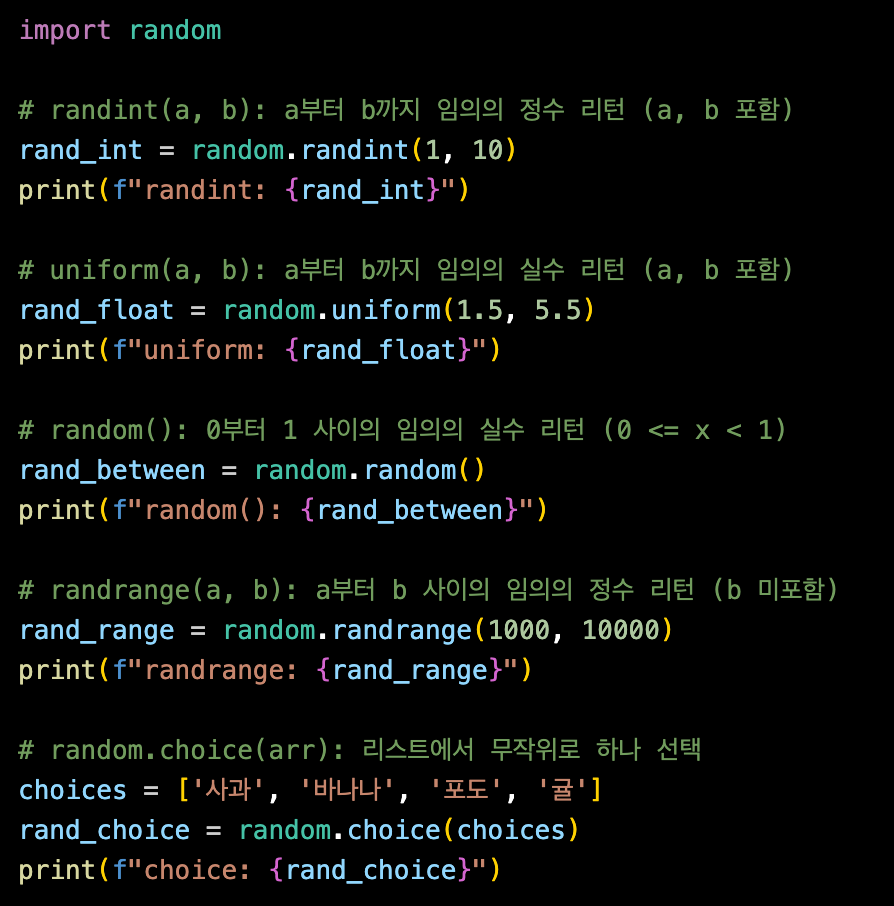 import random
# randint(a, b): a부터 b까지 임의의 정수 리턴 (a, b 포함)
rand_int = random.randint(1, 10)
print(f"randint: {rand_int}")
# uniform(a, b): a부터 b까지 임의의 실수 리턴 (a, b 포함)
rand_float = random.uniform(1.5, 5.5)
print(f"uniform: {rand_float}")
# random(): 0부터 1 사이의 임의의 실수 리턴 (0 <= x < 1)
rand_between = random.random()
print(f"random(): {rand_between}")
# randrange(a, b): a부터 b 사이의 임의의 정수 리턴 (b 미포함)
rand_range = random.randrange(1000, 10000)
print(f"randrange: {rand_range}")
# random.choice(arr): 리스트에서 무작위로 하나 선택
choices = ['사과', '바나나', '포도', '귤']
rand_choice = random.choice(choices)
print(f"choice: {rand_choice}")